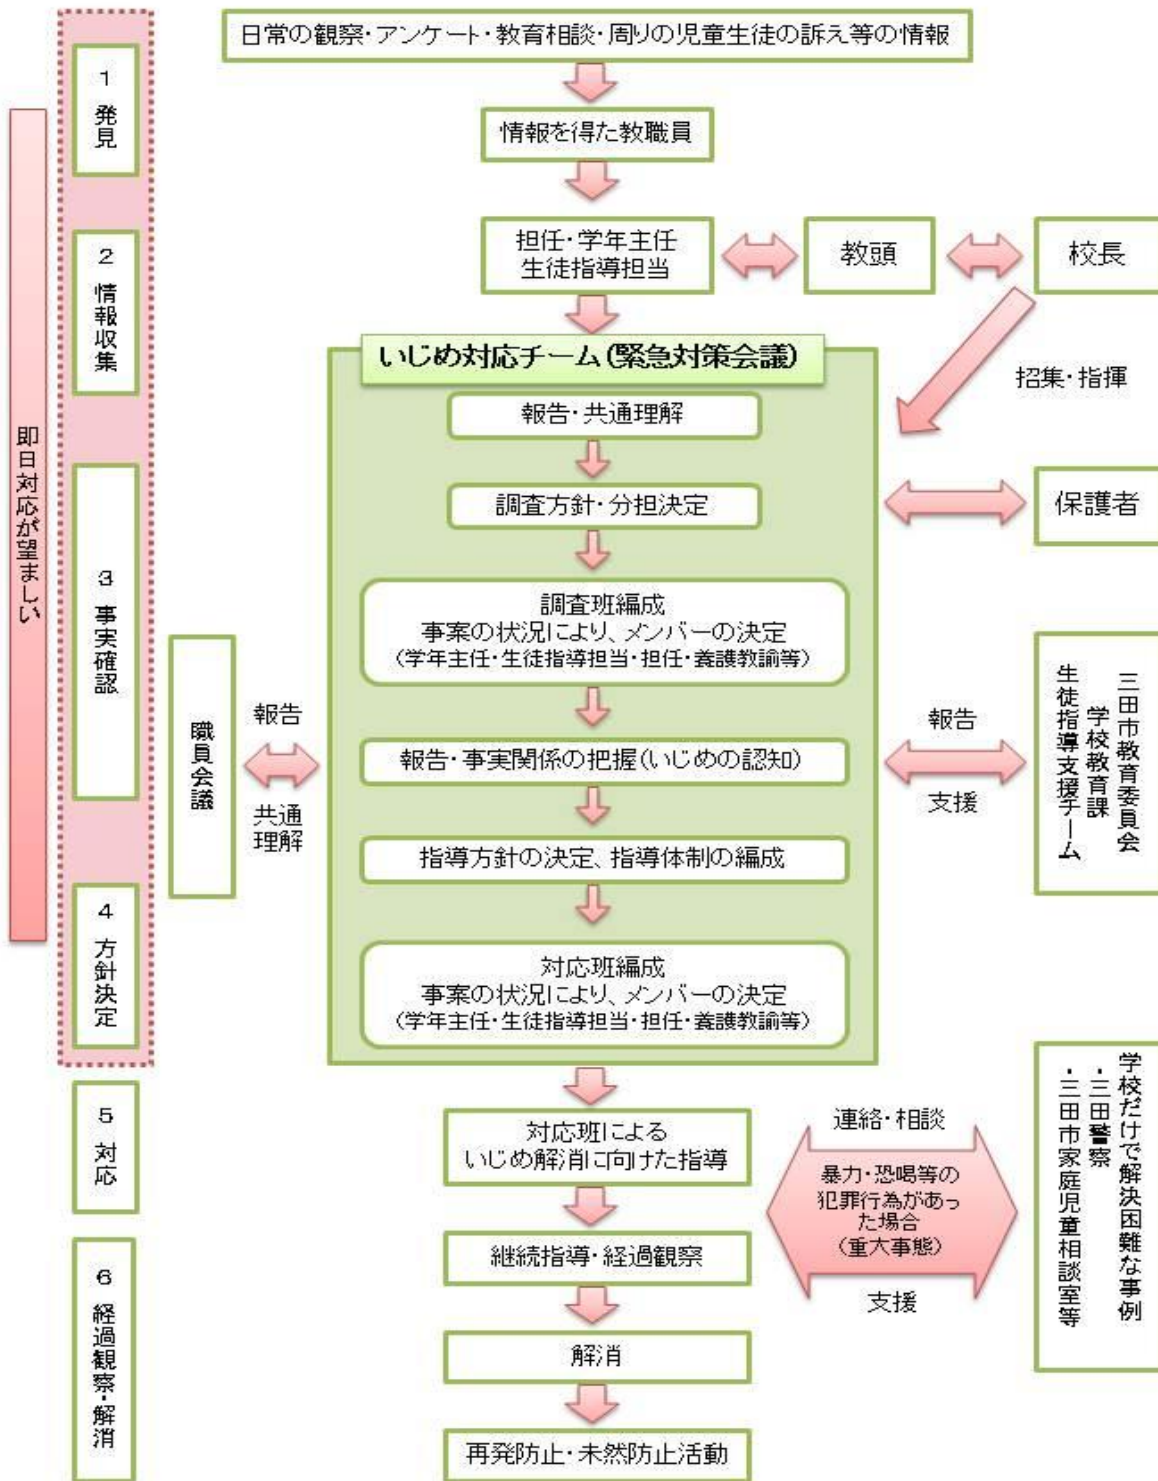 日常の観察・アンケート・教育相談・周りの児童生徒の訴え等の情報
1 発見
情報を得た教職員
即日対応が望ましい
2 情報収集
担任・学年主任
生徒指導担当
教頭
校長
招集・指揮
いじめ対応チーム(緊急対策会議)
報告・共通理解
3 事実確認
調査方針・分担決定
保護者
調査班編成
事案の状況により、メンバーの決定
(学年主任・生徒指導担当・担任・養護教諭等)
職員会議
報告
共通
理解
報告・事実関係の把握(いじめの認知)
報告
支援
三田市教育委員会
学校教育課
生徒指導支援チーム
指導方針の決定、指導体制の編成
4 方針決定
対応班編成
事案の状況により、メンバーの決定
(学年主任・生徒指導担当・担任・養護教諭等)
5 対応
対応班による
いじめ解消に向けた指導
連絡・相談
暴力・恐喝等の
犯罪行為があっ
た場合
(重大事態)
支援
学校だけで解決困難な事例
・三田警察
・三田市家庭児童相談室等
6 経過観察・解消
継続指導・経過観察
解消
再発防止・未然防止活動